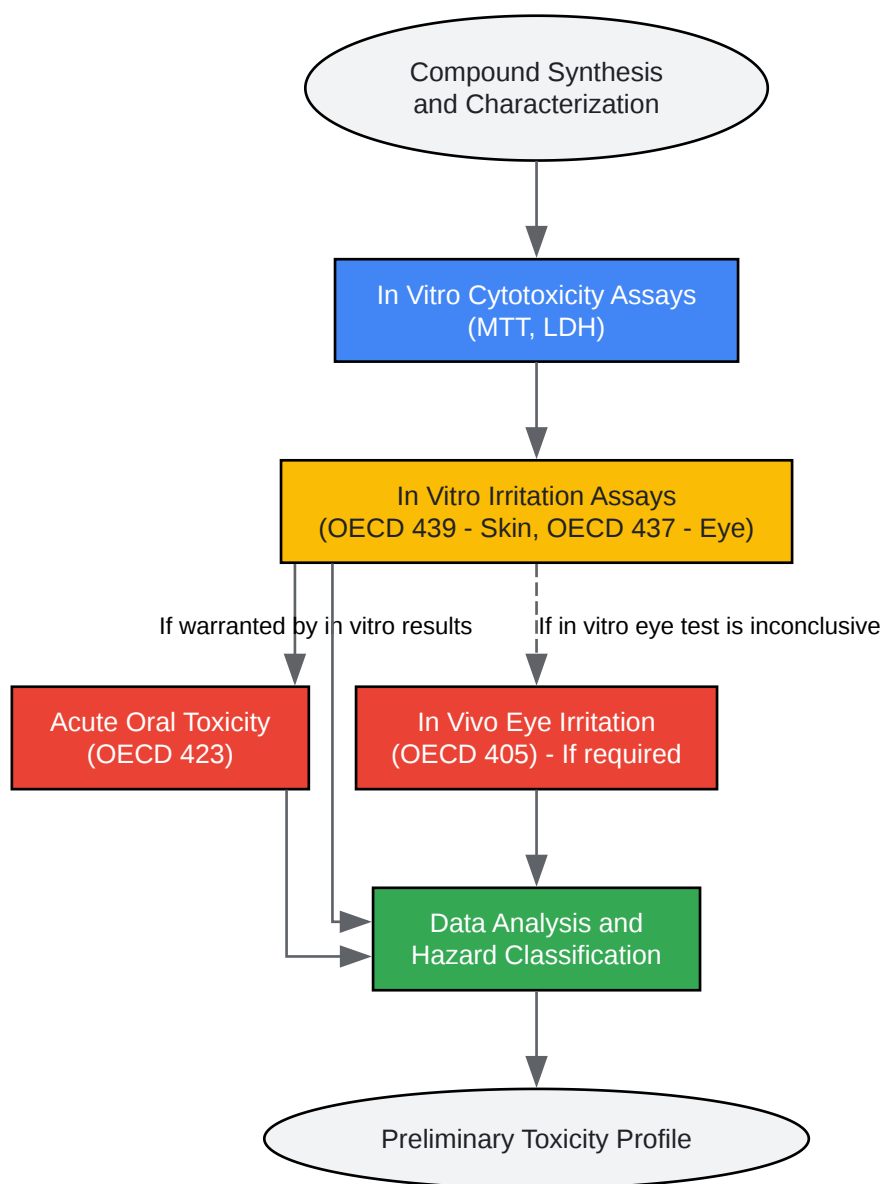 Compound Synthesis
and Characterization
In Vitro Cytotoxicity Assays
(MTT, LDH)
In Vitro Irritation Assays
(OECD 439 - Skin, OECD 437 - Eye)
If warranted by in vitro results
If in vitro eye test is inconclusive
Acute Oral Toxicity
(OECD 423)
In Vivo Eye Irritation
(OECD 405) - If required
Data Analysis and
Hazard Classification
Preliminary Toxicity Profile